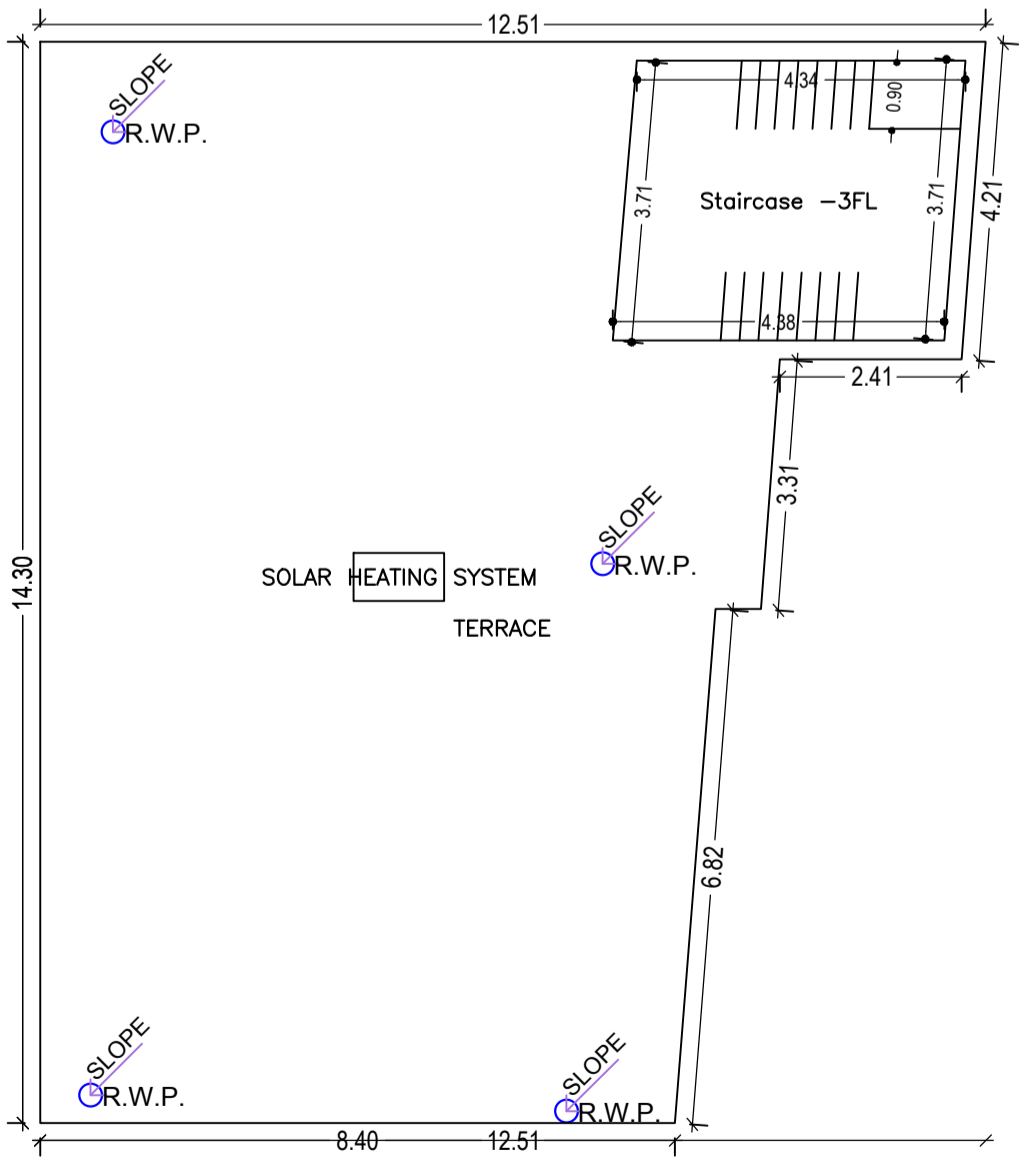 12.51
SLOPE
R.W.P.
4.34
0.90
3.71
Staircase -3FL
3.71
4.21
4.38
2.41
3.31
SLOPE
R.W.P.
14.30
SOLAR HEATING SYSTEM
TERRACE
6.82
SLOPE
R.W.P.
SLOPE
R.W.P.
8.40
12.51